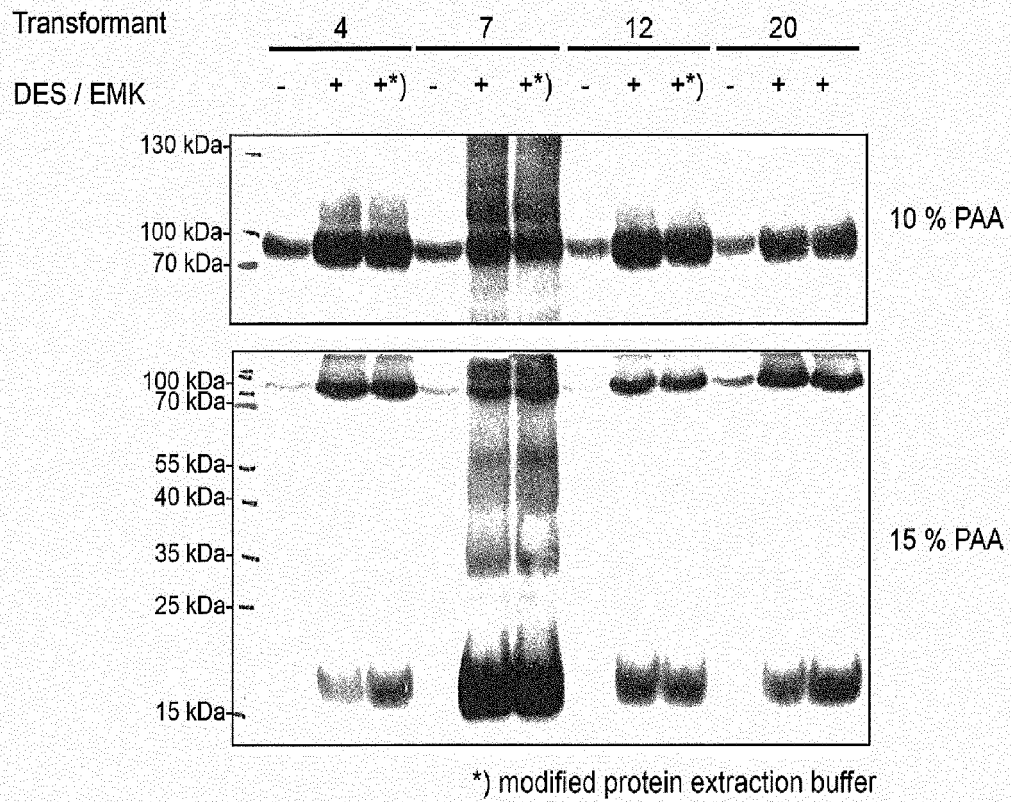 Transformant 4 7 12 20
DES / EMK - + +*) - + +*) - + +*) - + +
130 kDa-
100 kDa-
70 kDa-
10 % PAA
100 kDa-
70 kDa-
55 kDa-
40 kDa-
35 kDa-
25 kDa-
15 kDa-
15 % PAA
*) modified protein extraction buffer